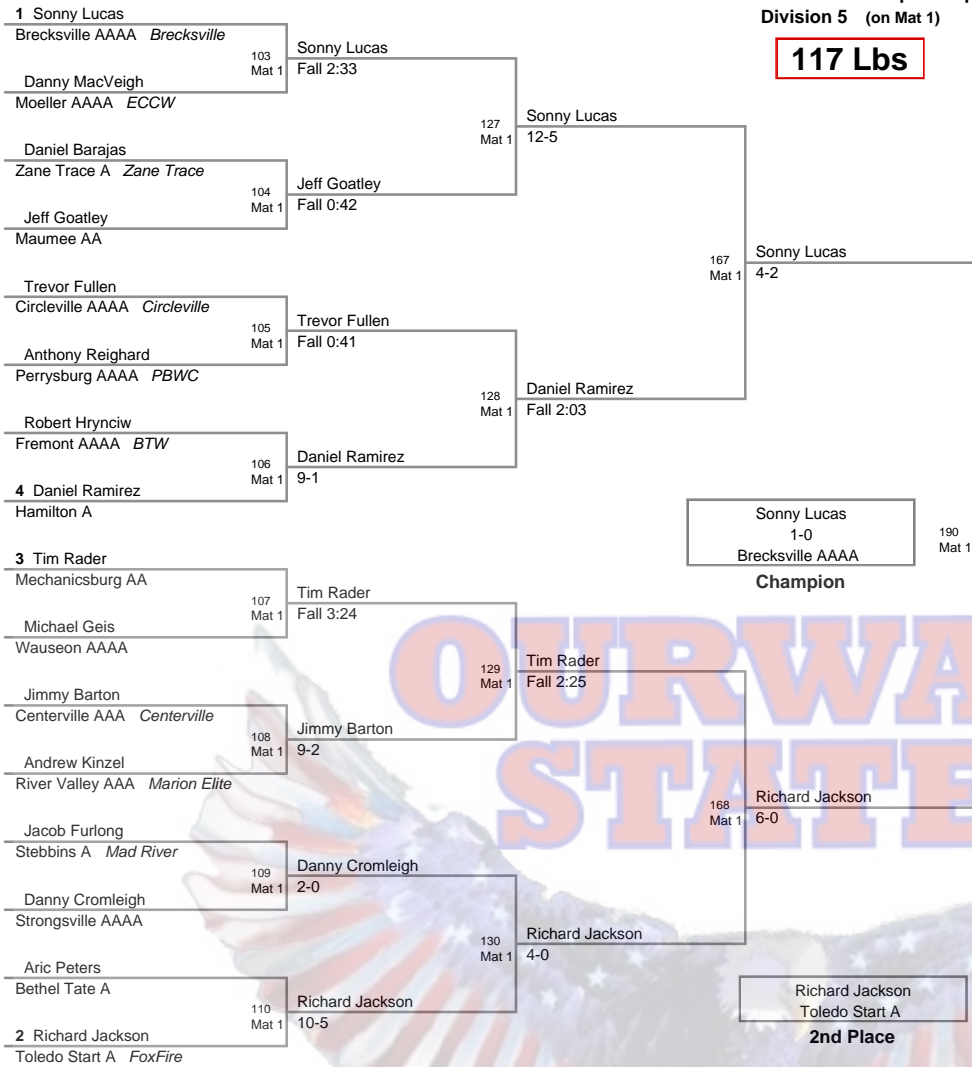 Division 5 (on Mat 1)
117 Lbs
1 Sonny Lucas
Brecksville AAAA Brecksville
103
Mat 1
Sonny Lucas
Fall 2:33
Danny MacVeigh
Moeller AAAA ECCW
127
Mat 1
Sonny Lucas
12-5
Daniel Barajas
Zane Trace A Zane Trace
104
Mat 1
Jeff Goatley
Fall 0:42
Jeff Goatley
Maumee AA
167
Mat 1
Sonny Lucas
4-2
Trevor Fullen
Circleville AAAA Circleville
105
Mat 1
Trevor Fullen
Fall 0:41
Anthony Reighard
Perrysburg AAAA PBWC
128
Mat 1
Daniel Ramirez
Fall 2:03
Robert Hrynciw
Fremont AAAA BTW
106
Mat 1
Daniel Ramirez
9-1
4 Daniel Ramirez
Hamilton A
Sonny Lucas
1-0
Brecksville AAAA
Champion
190
Mat 1
3 Tim Rader
Mechanicsburg AA
107
Mat 1
Tim Rader
Fall 3:24
Michael Geis
Wauseon AAAA
129
Mat 1
Tim Rader
Fall 2:25
Jimmy Barton
Centerville AAA Centerville
108
Mat 1
Jimmy Barton
9-2
Andrew Kinzel
River Valley AAA Marion Elite
168
Mat 1
Richard Jackson
6-0
Jacob Furlong
Stebbins A Mad River
109
Mat 1
Danny Cromleigh
2-0
Danny Cromleigh
Strongsville AAAA
130
Mat 1
Richard Jackson
4-0
Aric Peters
Bethel Tate A
110
Mat 1
Richard Jackson
10-5
2 Richard Jackson
Toledo Start A FoxFire
Richard Jackson
Toledo Start A
2nd Place
OURWA
STATE